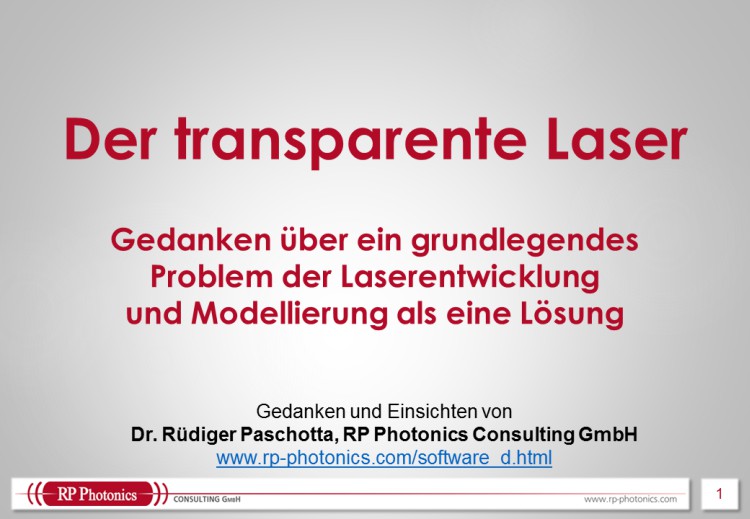 Der transparente Laser
Gedanken über ein grundlegendes
Problem der Laserentwicklung
und Modellierung als eine Lösung
Gedanken und Einsichten von
Dr. Rüdiger Paschotta, RP Photonics Consulting GmbH
www.rp-photonics.com/software_d.html
RP Photonics CONSULTING GmbH www.rp-photonics.com 1